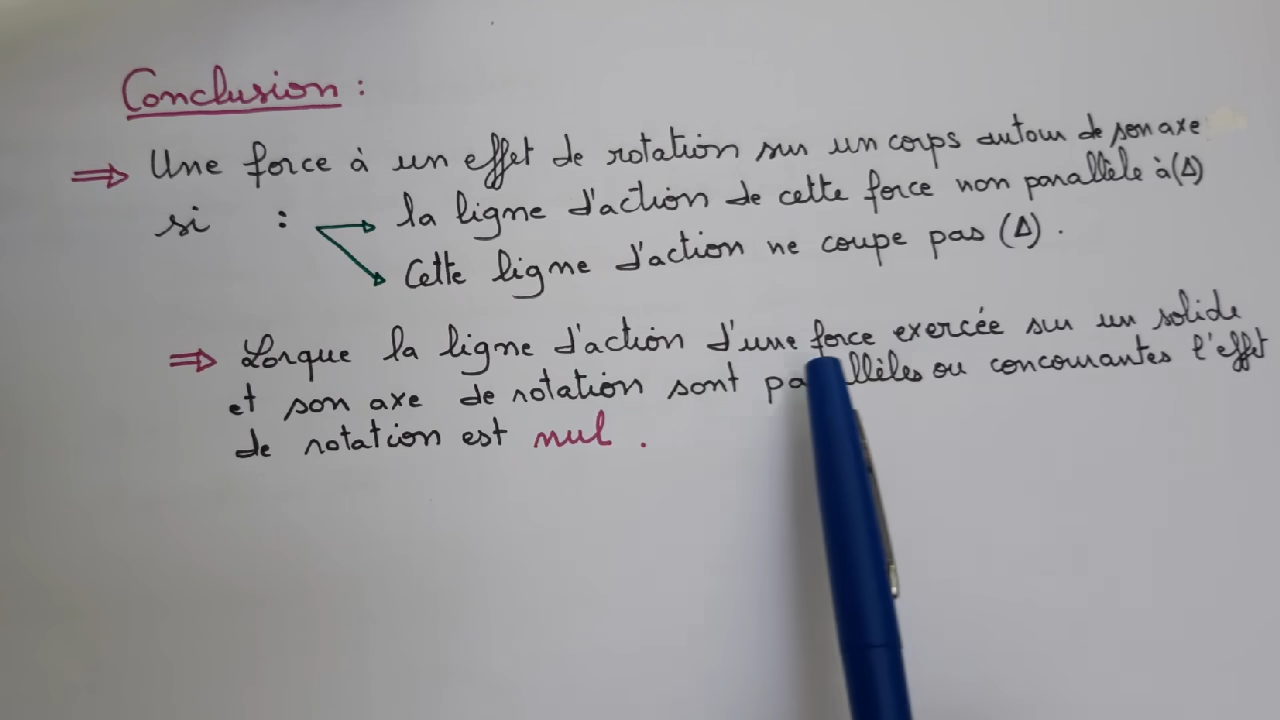 Conclusion :
⇒ Une force à un effet de rotation sur un corps autour de son axe
si : la ligne d'action de cette force non parallèle à (Δ)
Cette ligne d'action ne coupe pas (Δ) .
⇒ Lorque la ligne d'action d'une force exercée sur un solide
et son axe de rotation sont parallèles ou concourantes l'effet
de rotation est nul .